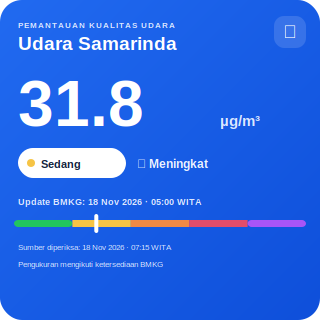 PEMANTAUAN KUALITAS UDARA
Udara Samarinda
31.8
µg/m³
Sedang
Meningkat
Update BMKG: 18 Nov 2026 · 05:00 WITA
Sumber diperiksa: 18 Nov 2026 · 07:15 WITA
Pengukuran mengikuti ketersediaan BMKG